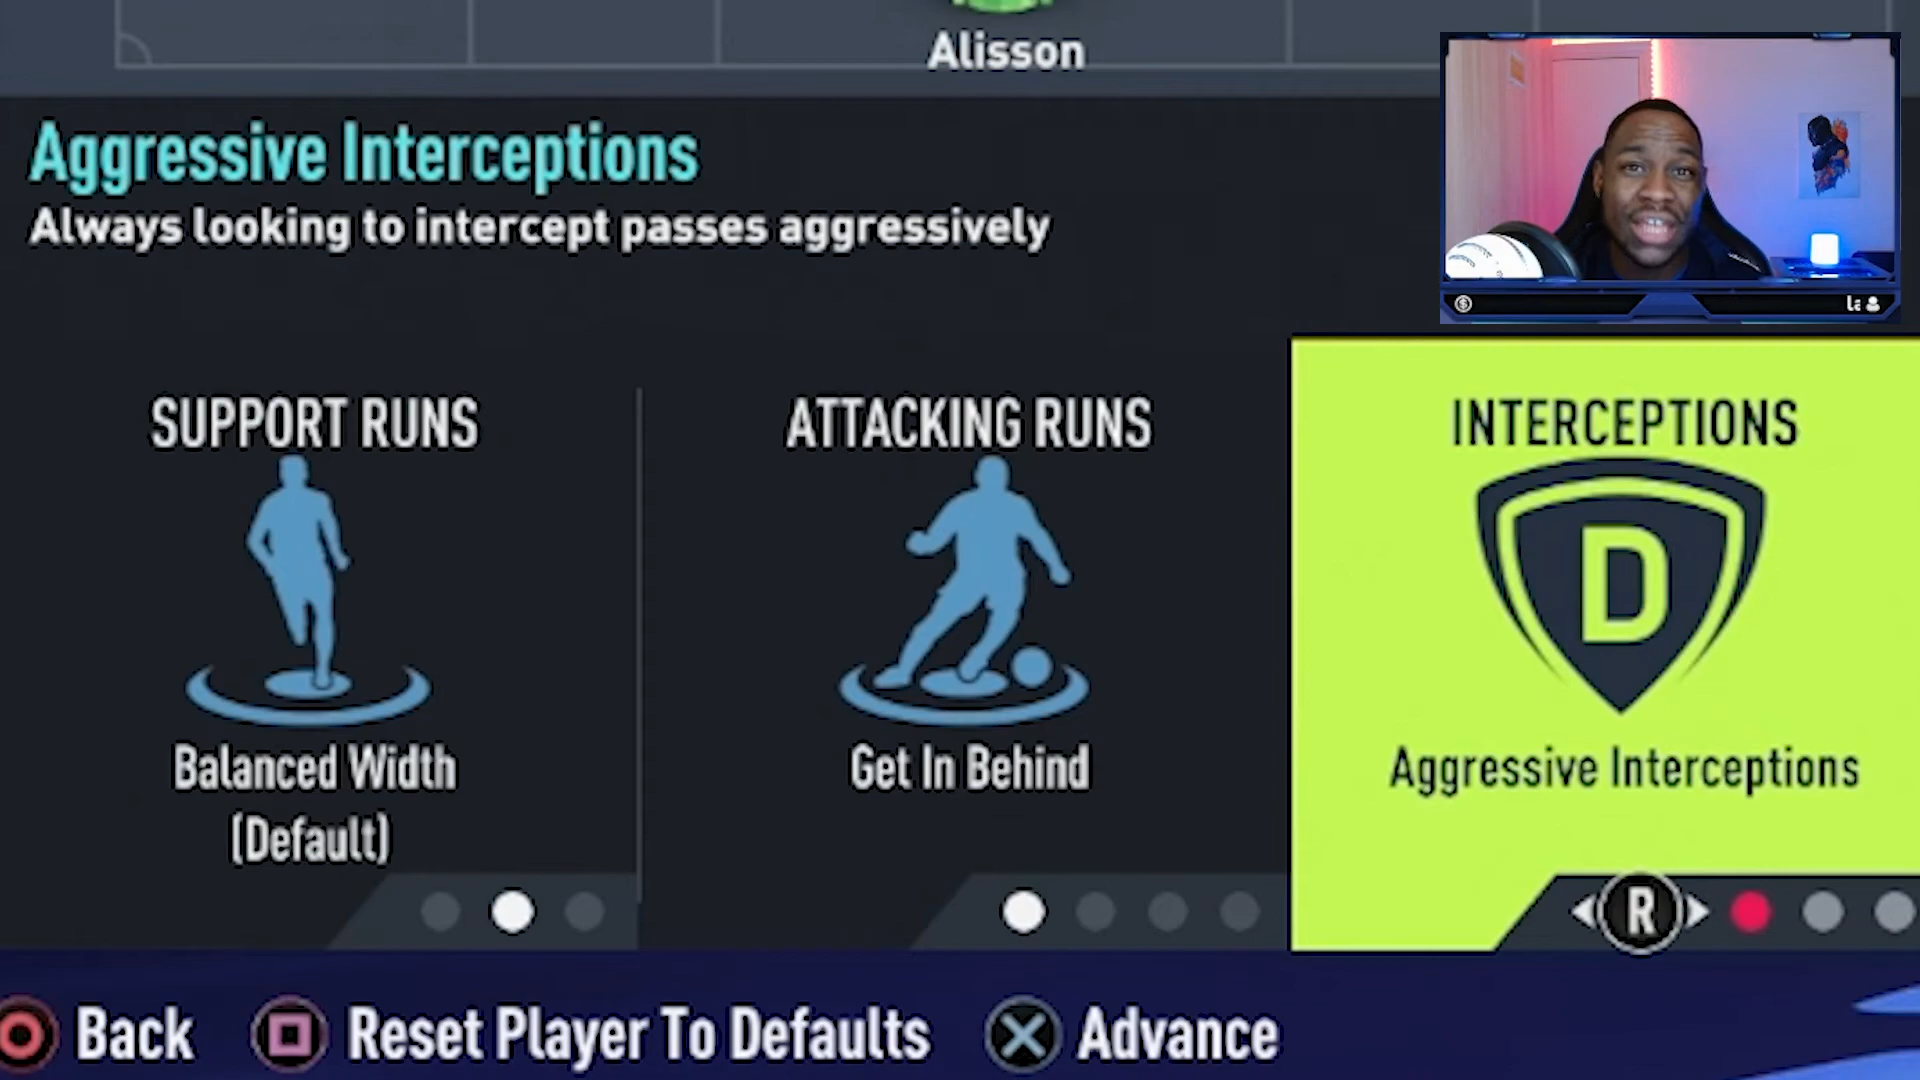 Alisson
Aggressive Interceptions
Always looking to intercept passes aggressively
SUPPORT RUNS
Balanced Width
(Default)
ATTACKING RUNS
Get In Behind
INTERCEPTIONS
D
Aggressive Interceptions
R
Back
Reset Player To Defaults
Advance